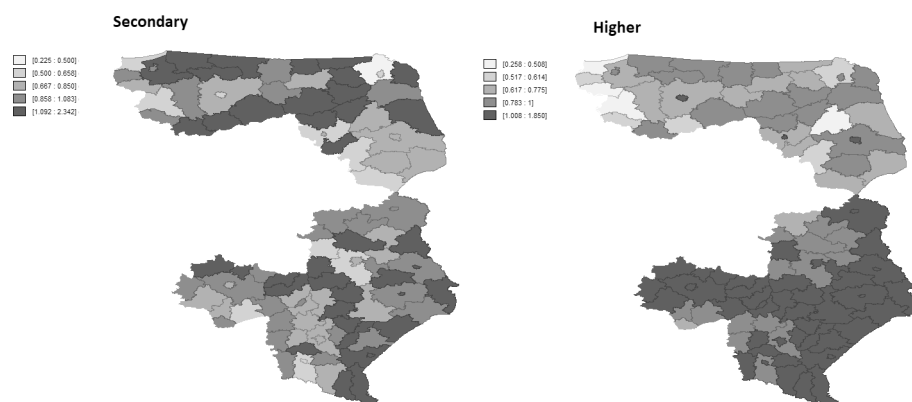 Secondary
[0.225 : 0.500]
[0.500 : 0.658]
[0.667 : 0.850]
[0.858 : 1.083]
[1.092 : 2.342]
Higher
[0.258 : 0.508]
[0.517 : 0.614]
[0.617 : 0.775]
[0.783 : 1]
[1.008 : 1.850]